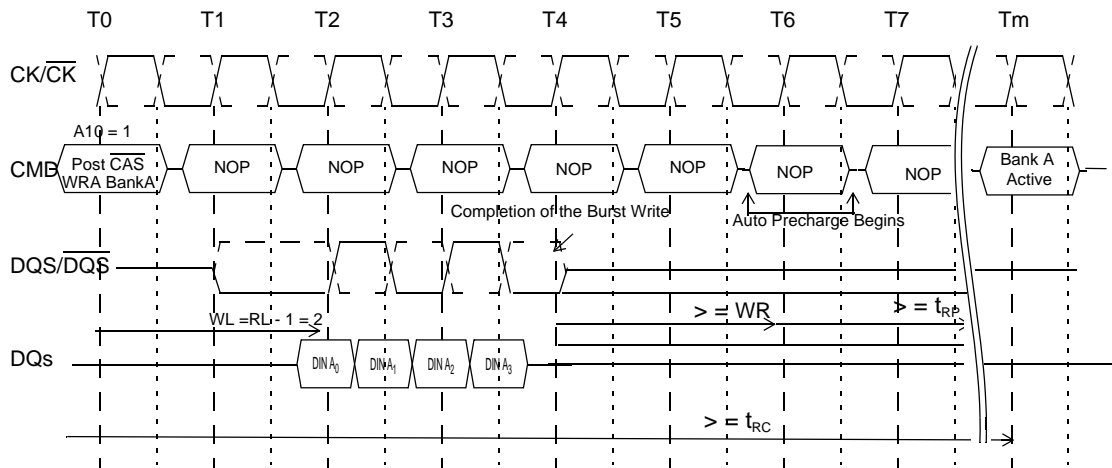 T0 T1 T2 T3 T4 T5 T6 T7 Tm
CK/CK
A10 = 1
CMD
Post CAS
WRA BankA
NOP NOP NOP NOP NOP NOP NOP
Bank A
Active
Completion of the Burst Write
Auto Precharge Begins
DQS/DQS
WL =RL - 1 = 2
> = WR
> = tRP
DQs
DIN A0 DIN A1 DIN A2 DIN A3
> = tRC